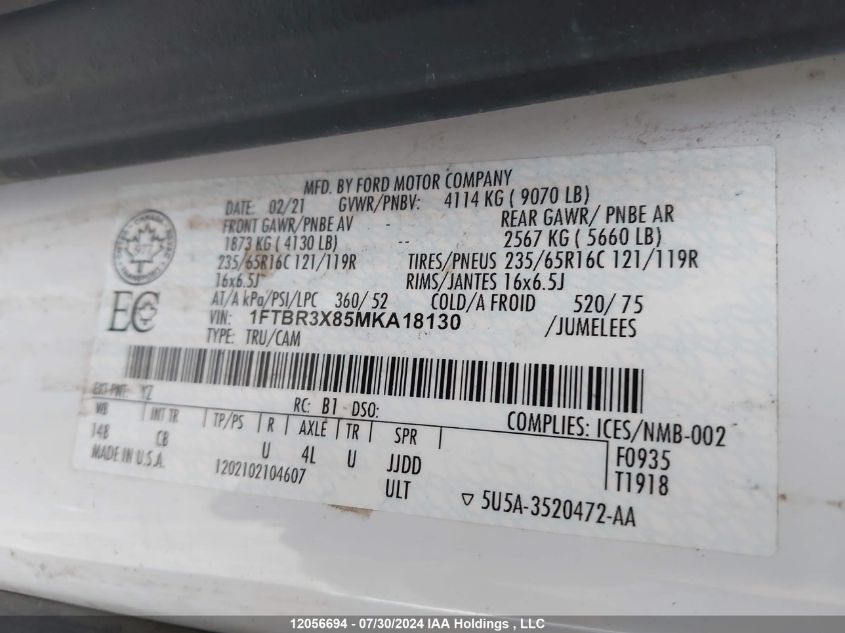 MFD. BY FORD MOTOR COMPANY
DATE: 02/21 GVWR/PNBV: 4114 KG ( 9070 LB)
FRONT GAWR/PNBE AV REAR GAWR/ PNBE AR
1873 KG ( 4130 LB) -- 2567 KG ( 5660 LB)
235/65R16C 121/119R TIRES/PNEUS 235/65R16C 121/119R
16x6.5J RIMS/JANTES 16x6.5J
AT/A kPa/PSI/LPC 360/ 52 COLD/A FROID 520/ 75
VIN: 1FTBR3X85MKA18130 /JUMELEES
TYPE: TRU/CAM
EC
EXT PNT: YZ RC: B1 DSO:
WB INT TR TP/PS R AXLE TR SPR COMPLIES: ICES/NMB-002
148 CB U 4L U JJDD F0935
MADE IN U.S.A. 1202102104607 ULT T1918
5U5A-3520472-AA
12056694 - 07/30/2024 IAA Holdings , LLC